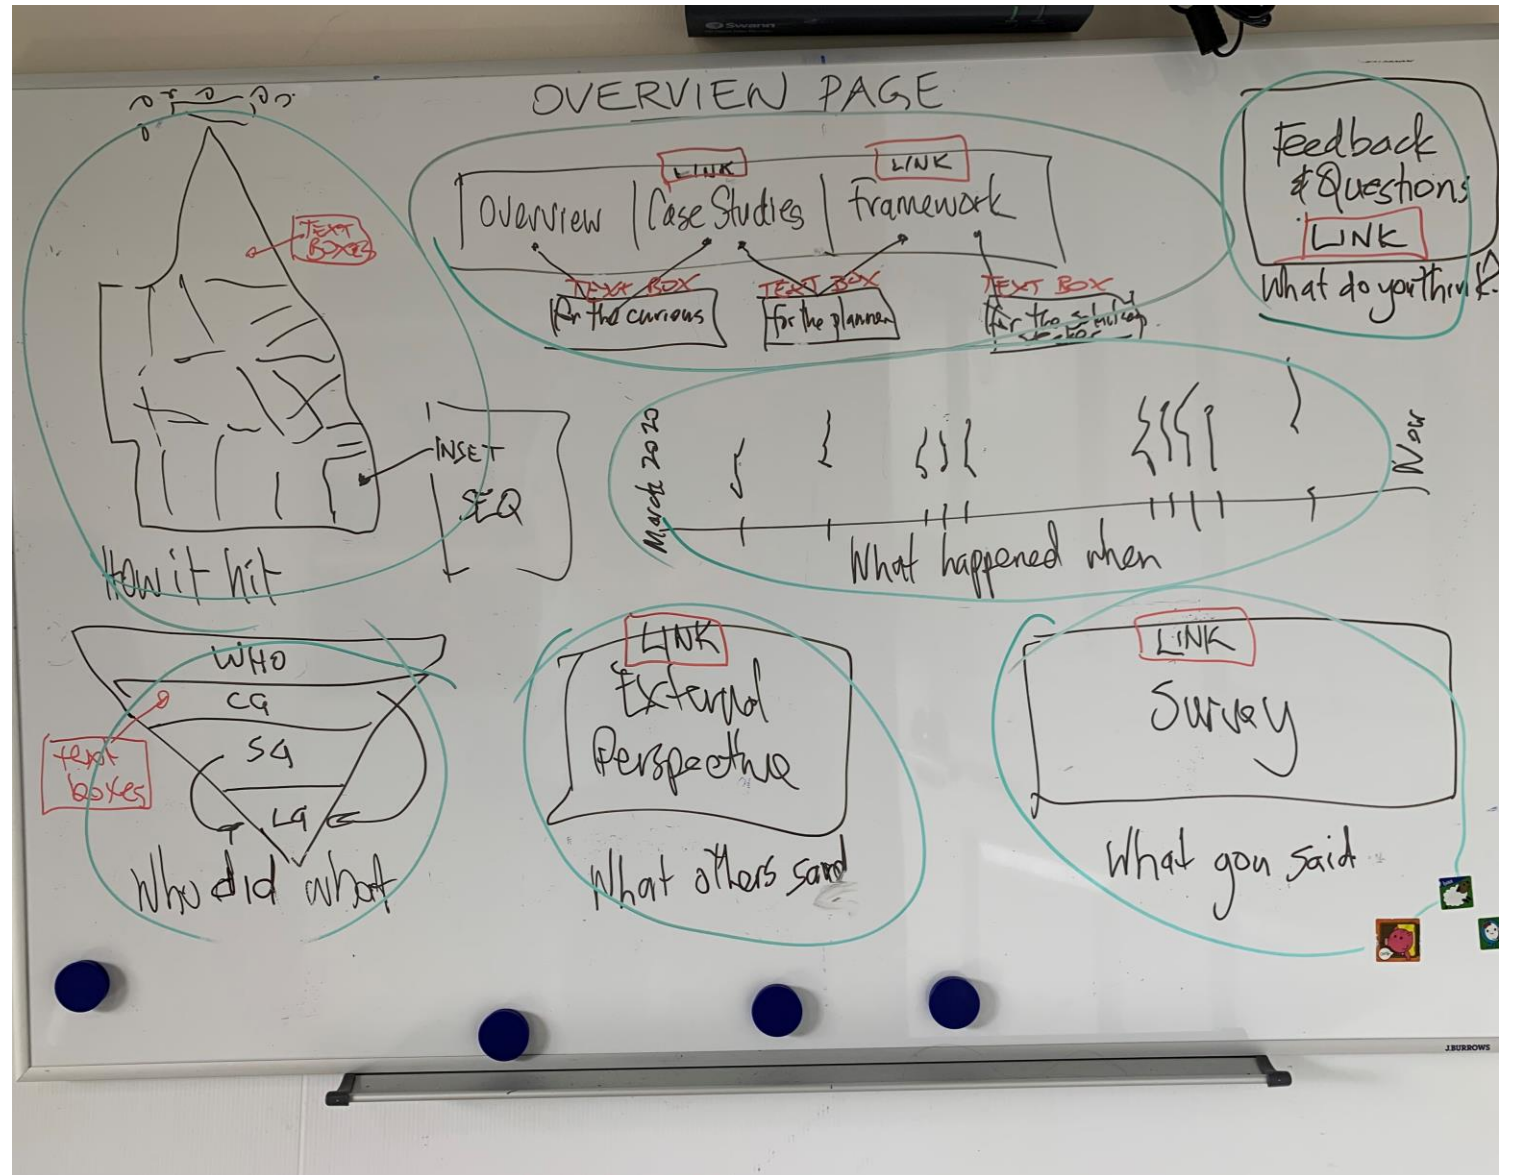 Swann
OVERVIEW PAGE
TEXT
BOXES
INSET
SEQ
How it hit
LINK
LINK
Overview
Case Studies
Framework
TEXT BOX
for the curious
TEXT BOX
for the planner
TEXT BOX
for the
Feedback
& Questions
LINK
What do you think?
March 2020
Now
What happened when
WHO
CG
SG
LG
text
boxes
Who did what
LINK
External
Perspective
What others said
LINK
Survey
What you said
J.BURROWS